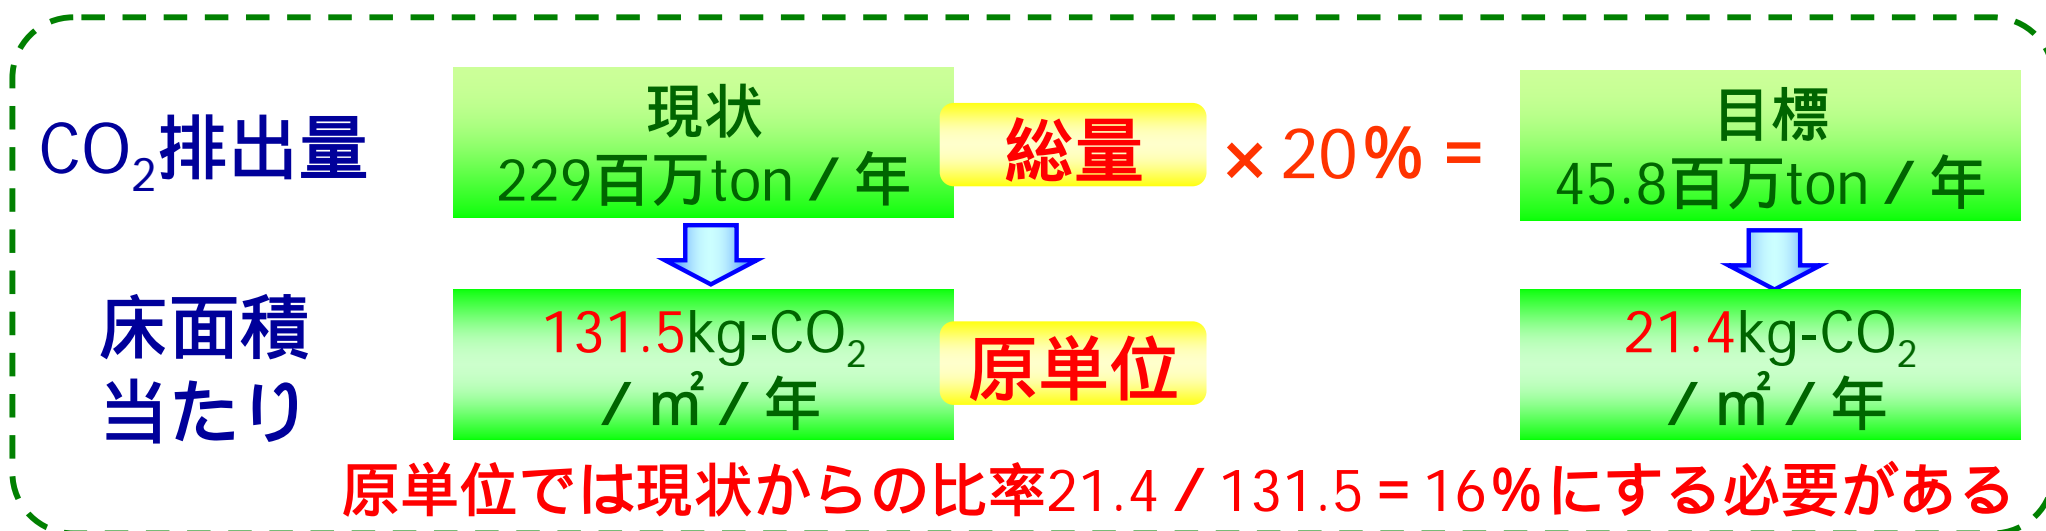 CO₂排出量
現状
229百万ton/年
総量
×20%=
目標
45.8百万ton/年
床面積
当たり
131.5kg-CO₂
/㎡/年
原単位
21.4kg-CO₂
/㎡/年
原単位では現状からの比率21.4/131.5=16%にする必要がある